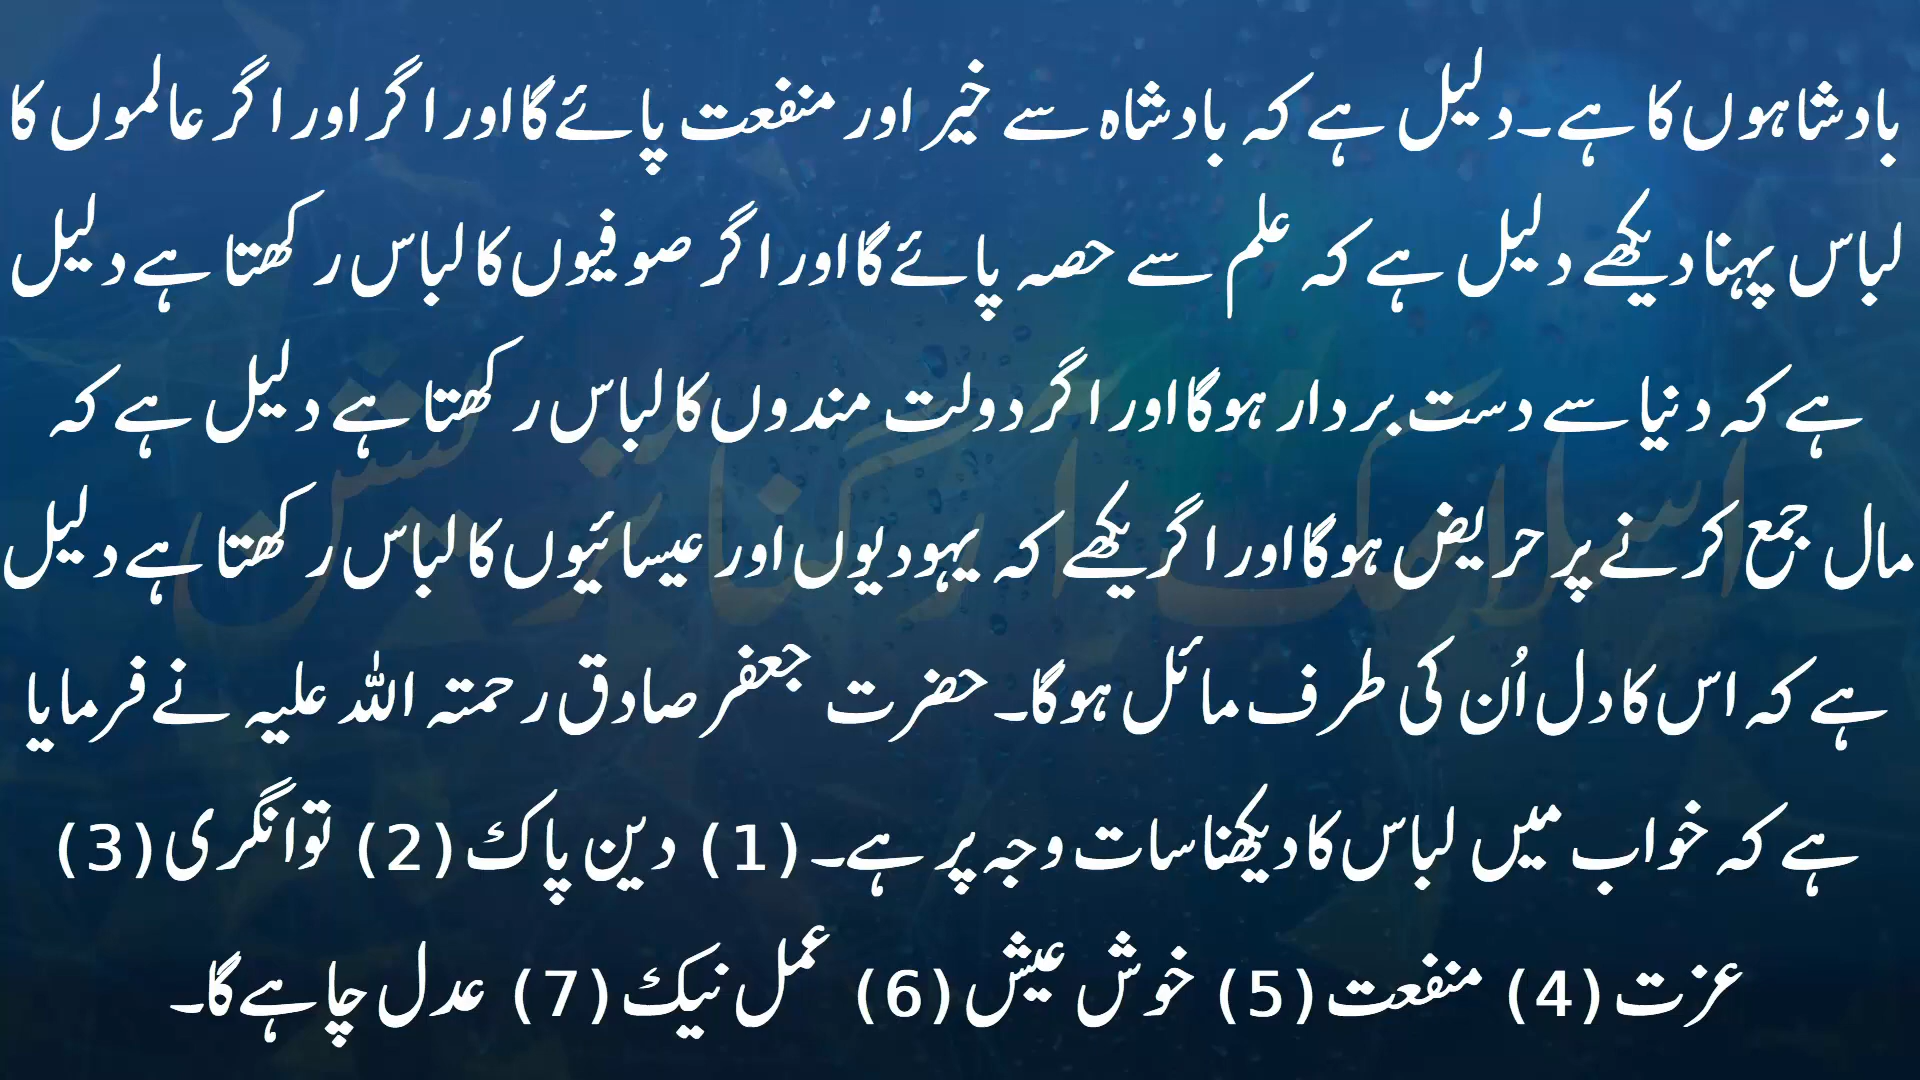 بادشاہوں کا ہے۔ دلیل ہے کہ بادشاہ سے خیر اور منفعت پائے گا اور اگر اور اگر عالموں کا
لباس پہنا دیکھے دلیل ہے کہ علم سے حصہ پائے گا اور اگر صوفیوں کا لباس رکھتا ہے دلیل
ہے کہ دنیا سے دست بردار ہوگا اور اگر دولت مندوں کا لباس رکھتا ہے دلیل ہے کہ
مال جمع کرنے پر حریض ہوگا اور اگر یکھے کہ یہودیوں اور عیسائیوں کا لباس رکھتا ہے دلیل
ہے کہ اس کا دل اُن کی طرف مائل ہوگا۔ حضرت جعفر صادق رحمتہ اللہ علیہ نے فرمایا
ہے کہ خواب میں لباس کا دیکھنا سات وجہ پر ہے۔ (1) دین پاک (2) توانگری (3)
عزت (4) منفعت (5) خوش عیش (6) عمل نیک (7) عدل چاہے گا۔
اسلامک آرگنائزیشن